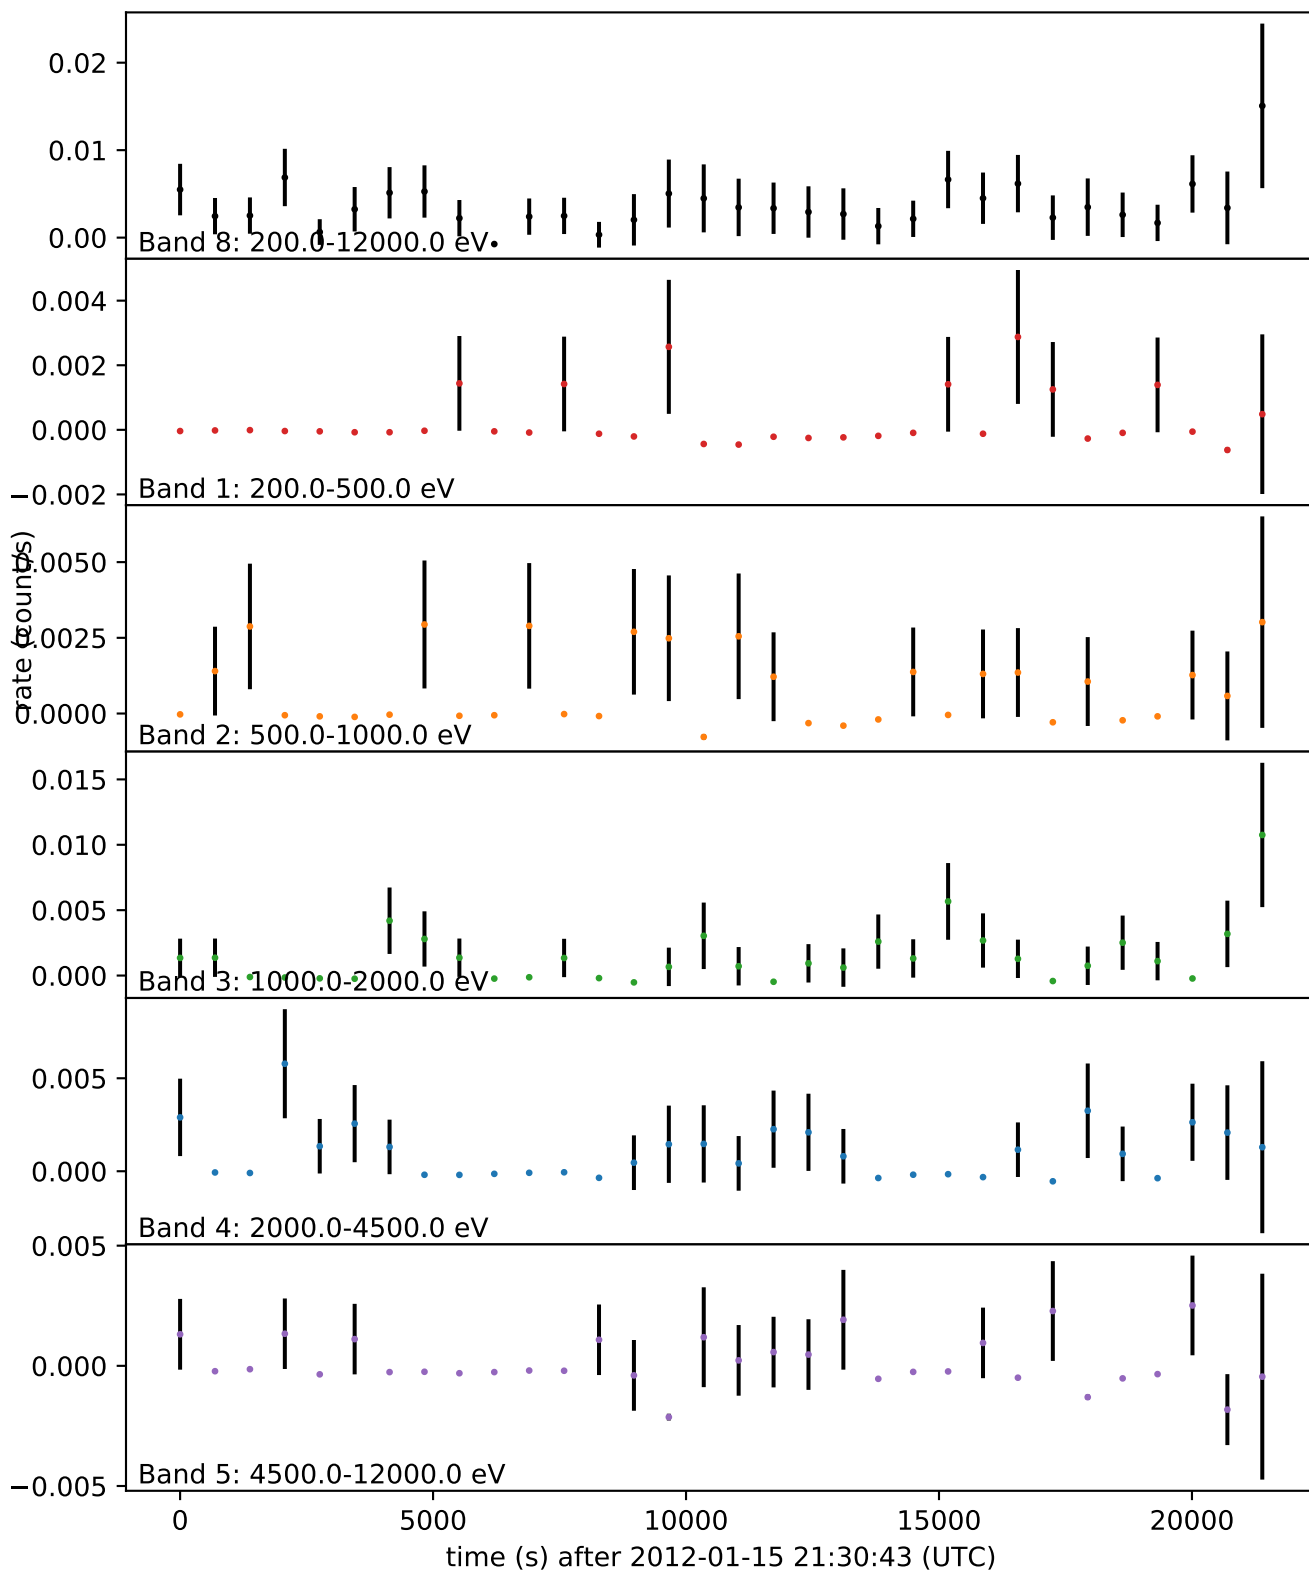 0.02
0.01
0.00
Band 8: 200.0-12000.0 eV
0.004
0.002
0.000
−0.002
Band 1: 200.0-500.0 eV
rate (count/s)
0.0050
0.0025
0.0000
Band 2: 500.0-1000.0 eV
0.015
0.010
0.005
0.000
Band 3: 1000.0-2000.0 eV
0.005
0.000
Band 4: 2000.0-4500.0 eV
0.005
0.000
−0.005
Band 5: 4500.0-12000.0 eV
0 5000 10000 15000 20000
time (s) after 2012-01-15 21:30:43 (UTC)